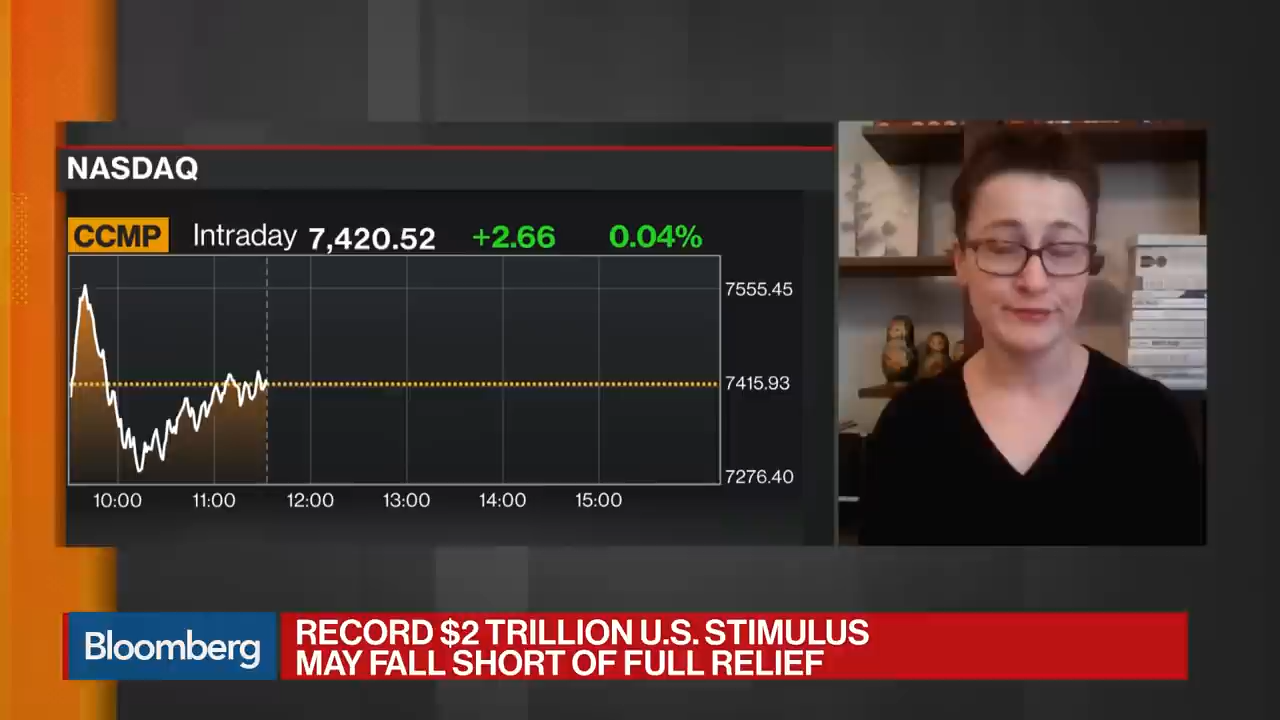 NASDAQ
CCMP Intraday 7,420.52 +2.66 0.04%
7555.45
7415.93
7276.40
10:00 11:00 12:00 13:00 14:00 15:00
Bloomberg
RECORD $2 TRILLION U.S. STIMULUS
MAY FALL SHORT OF FULL RELIEF